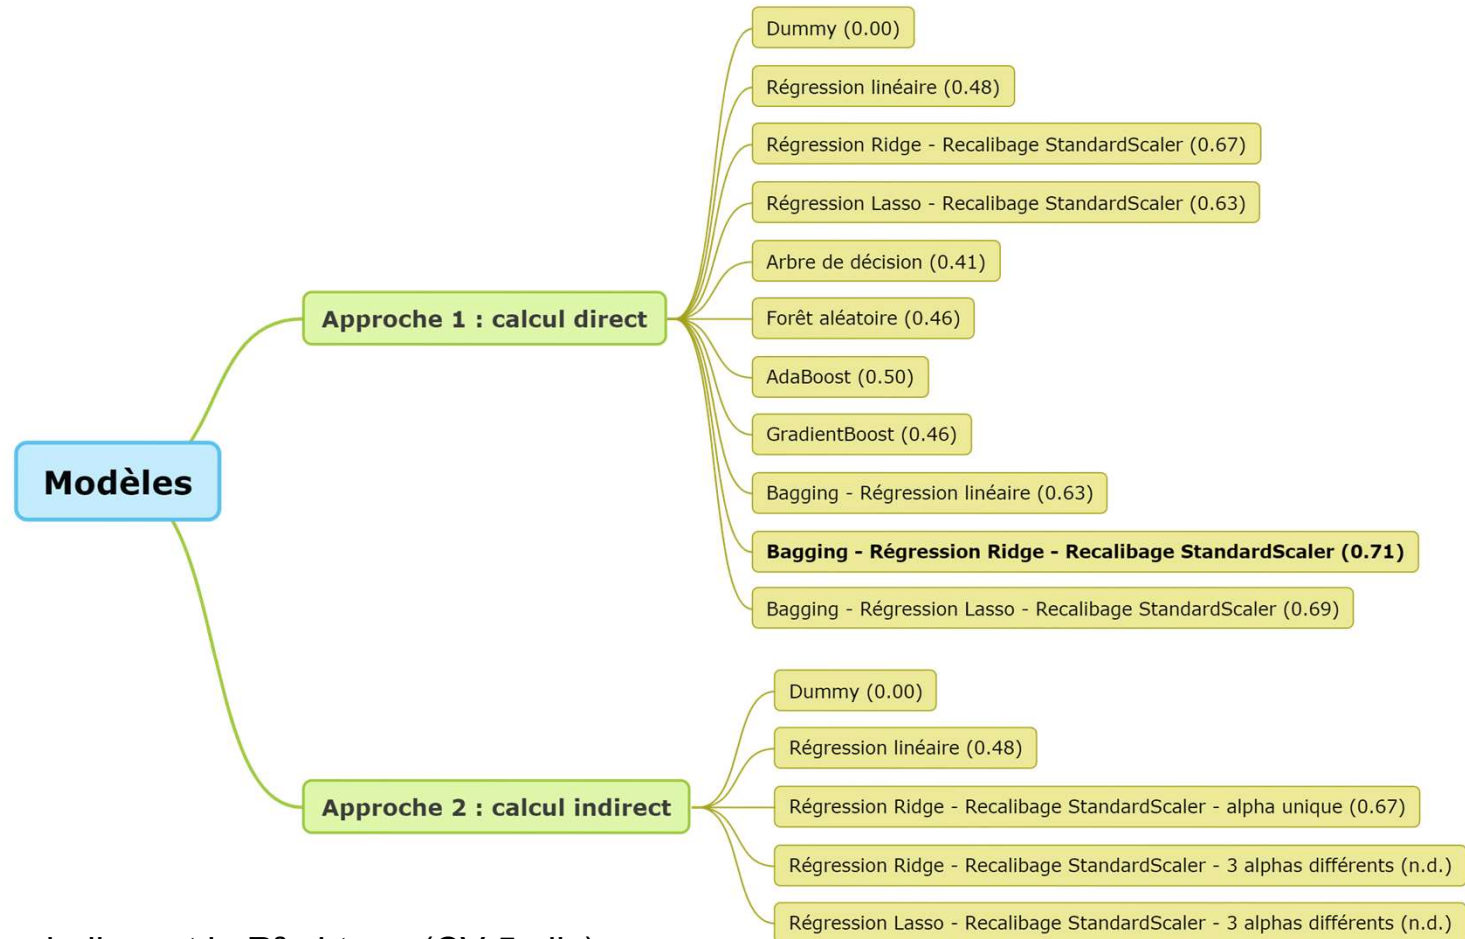 Modèles
Approche 1 : calcul direct
Dummy (0.00)
Régression linéaire (0.48)
Régression Ridge - Recalibage StandardScaler (0.67)
Régression Lasso - Recalibage StandardScaler (0.63)
Arbre de décision (0.41)
Forêt aléatoire (0.46)
AdaBoost (0.50)
GradientBoost (0.46)
Bagging - Régression linéaire (0.63)
Bagging - Régression Ridge - Recalibage StandardScaler (0.71)
Bagging - Régression Lasso - Recalibage StandardScaler (0.69)
Approche 2 : calcul indirect
Dummy (0.00)
Régression linéaire (0.48)
Régression Ridge - Recalibage StandardScaler - alpha unique (0.67)
Régression Ridge - Recalibage StandardScaler - 3 alphas différents (n.d.)
Régression Lasso - Recalibage StandardScaler - 3 alphas différents (n.d.)